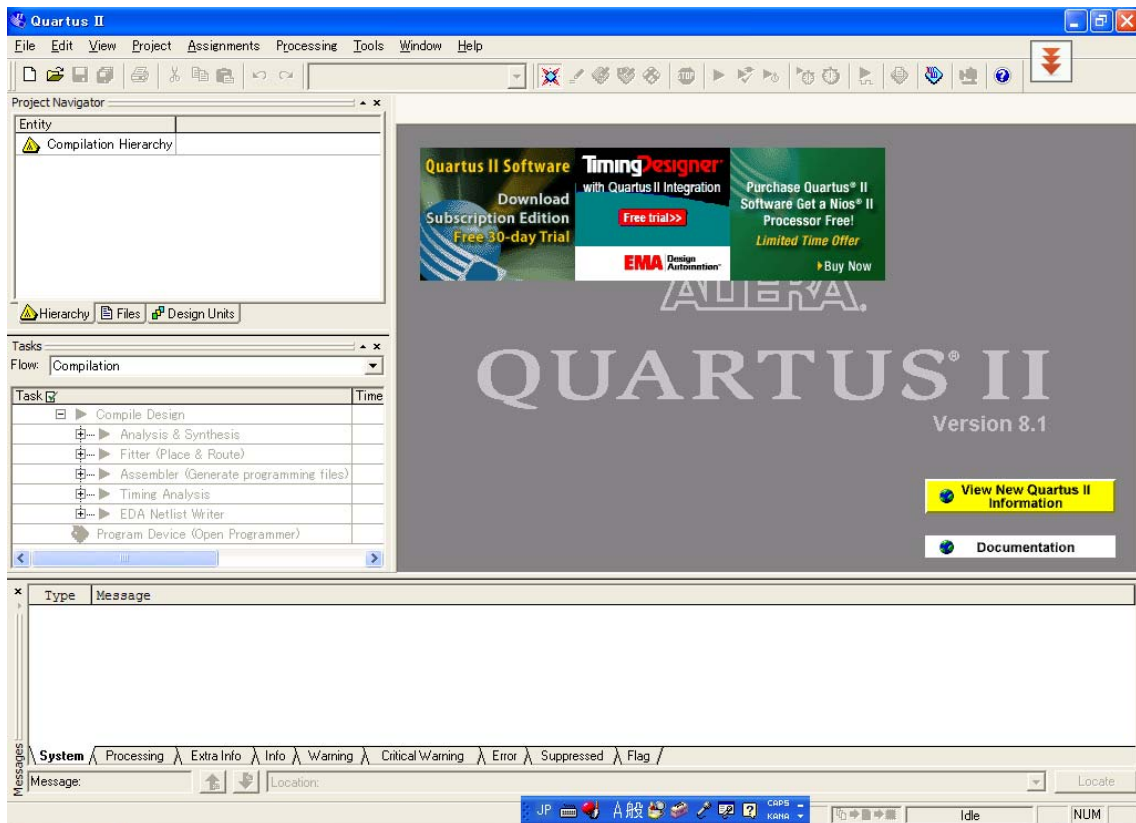 Quartus II
File Edit View Project Assignments Processing Tools Window Help
STOP
Project Navigator
Entity
Compilation Hierarchy
Hierarchy Files Design Units
Tasks
Flow: Compilation
Task Time
Compile Design
Analysis & Synthesis
Fitter (Place & Route)
Assembler (Generate programming files)
Timing Analysis
EDA Netlist Writer
Program Device (Open Programmer)
Quartus II Software
Download
Subscription Edition
Free 30-day Trial
TimingDesigner
with Quartus II Integration
Free trial>>
EMA Design Automation
Purchase Quartus® II
Software Get a Nios® II
Processor Free!
Limited Time Offer
Buy Now
ALTERA.
QUARTUS® II
Version 8.1
View New Quartus II
Information
Documentation
Type Message
System Processing Extra Info Info Warning Critical Warning Error Suppressed Flag
Messages
Message: Location: Locate
JP A 般 CAPS KANA
Idle NUM